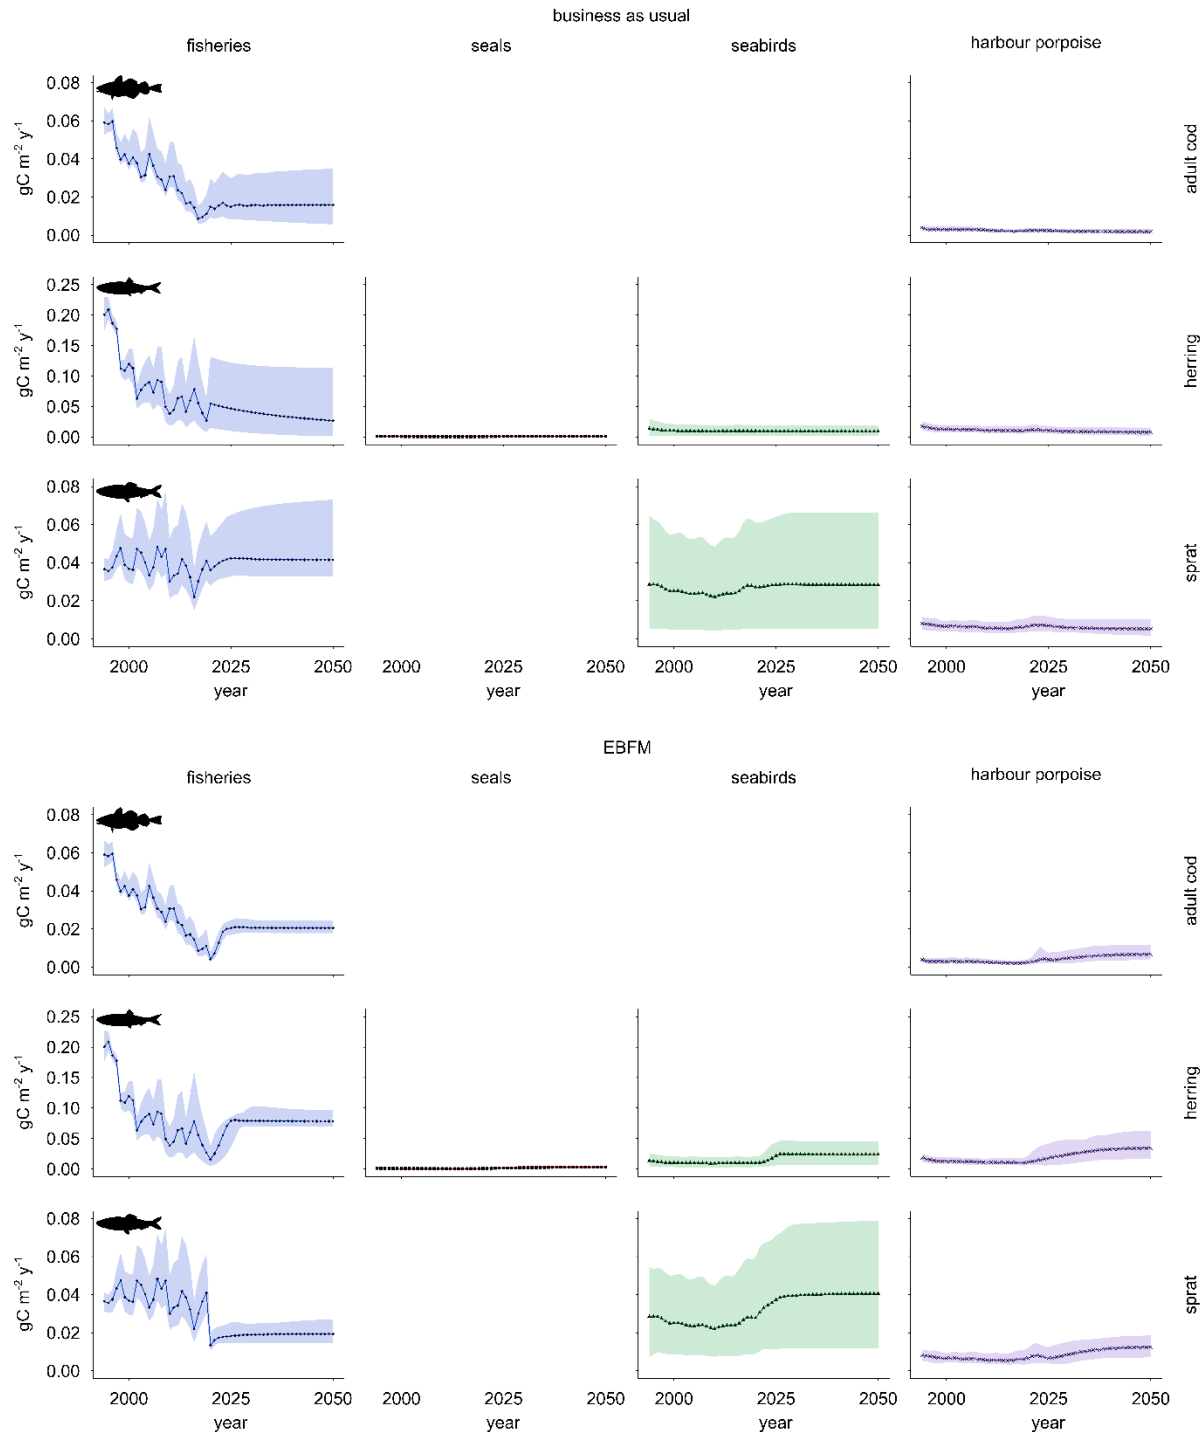 business as usual
fisheries seals seabirds harbour porpoise
0.08
0.06
0.04
0.02
0.00
gC m⁻² y⁻¹
adult cod
0.25
0.20
0.15
0.10
0.05
0.00
gC m⁻² y⁻¹
herring
0.08
0.06
0.04
0.02
0.00
gC m⁻² y⁻¹
sprat
2000 2025 2050 2000 2025 2050 2000 2025 2050 2000 2025 2050
year year year year
EBFM
fisheries seals seabirds harbour porpoise
0.08
0.06
0.04
0.02
0.00
gC m⁻² y⁻¹
adult cod
0.25
0.20
0.15
0.10
0.05
0.00
gC m⁻² y⁻¹
herring
0.08
0.06
0.04
0.02
0.00
gC m⁻² y⁻¹
sprat
2000 2025 2050 2000 2025 2050 2000 2025 2050 2000 2025 2050
year year year year